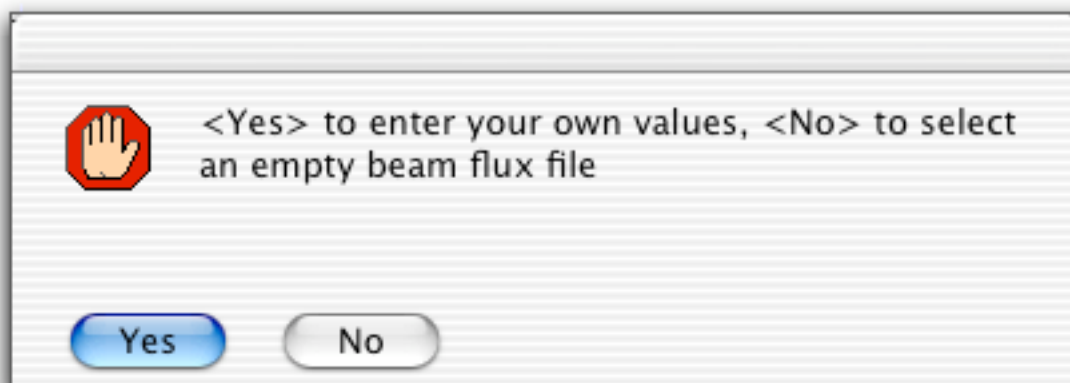 <Yes> to enter your own values, <No> to select
an empty beam flux file
Yes No